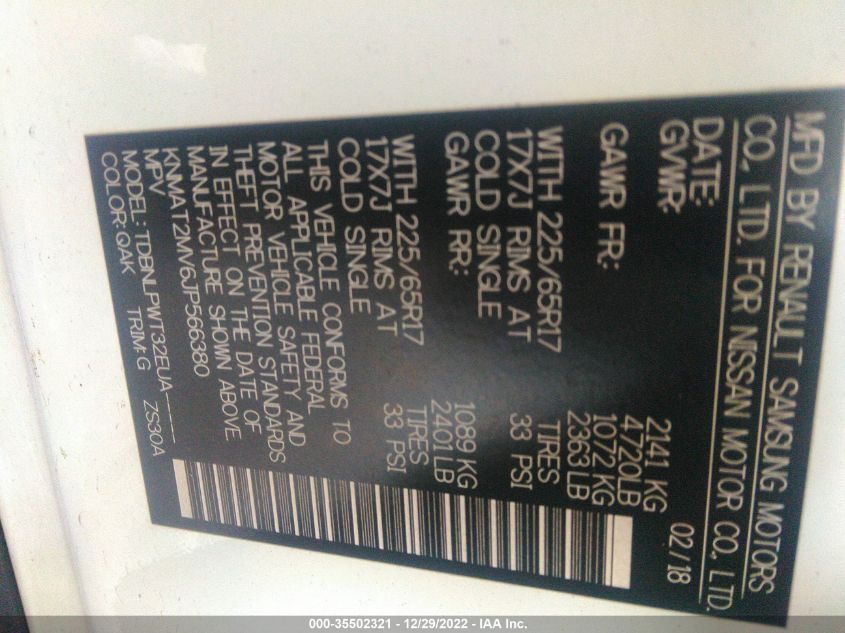 MFD BY RENAULT SAMSUNG MOTORS
CO., LTD. FOR NISSAN MOTOR CO., LTD.
DATE: 02/18
GVWR: 2141 KG
4720LB
GAWR FR: 1072 KG
2363 LB
WITH 225/65R17 TIRES
17X7J RIMS AT 33 PSI
COLD SINGLE
GAWR RR: 1089 KG
2401 LB
WITH 225/65R17 TIRES
17X7J RIMS AT 33 PSI
COLD SINGLE
THIS VEHICLE CONFORMS TO
ALL APPLICABLE FEDERAL
MOTOR VEHICLE SAFETY AND
THEFT PREVENTION STANDARDS
IN EFFECT ON THE DATE OF
MANUFACTURE SHOWN ABOVE
KNMAT2MV6JP566380
MPV
MODEL: TDBNLPWT32EUA
COLOR: QAK TRIM: G ZS30A
000-35502321 - 12/29/2022 - IAA Inc.